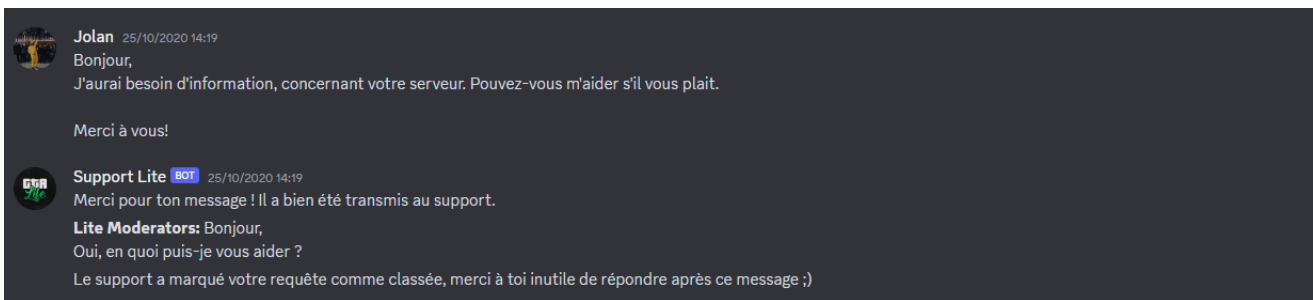 Jolan 25/10/2020 14:19
Bonjour,
J'aurai besoin d'information, concernant votre serveur. Pouvez-vous m'aider s'il vous plait.
Merci à vous!
Support Lite BOT 25/10/2020 14:19
GTA
Life
Merci pour ton message ! Il a bien été transmis au support.
Lite Moderators: Bonjour,
Oui, en quoi puis-je vous aider ?
Le support a marqué votre requête comme classée, merci à toi inutile de répondre après ce message ;)